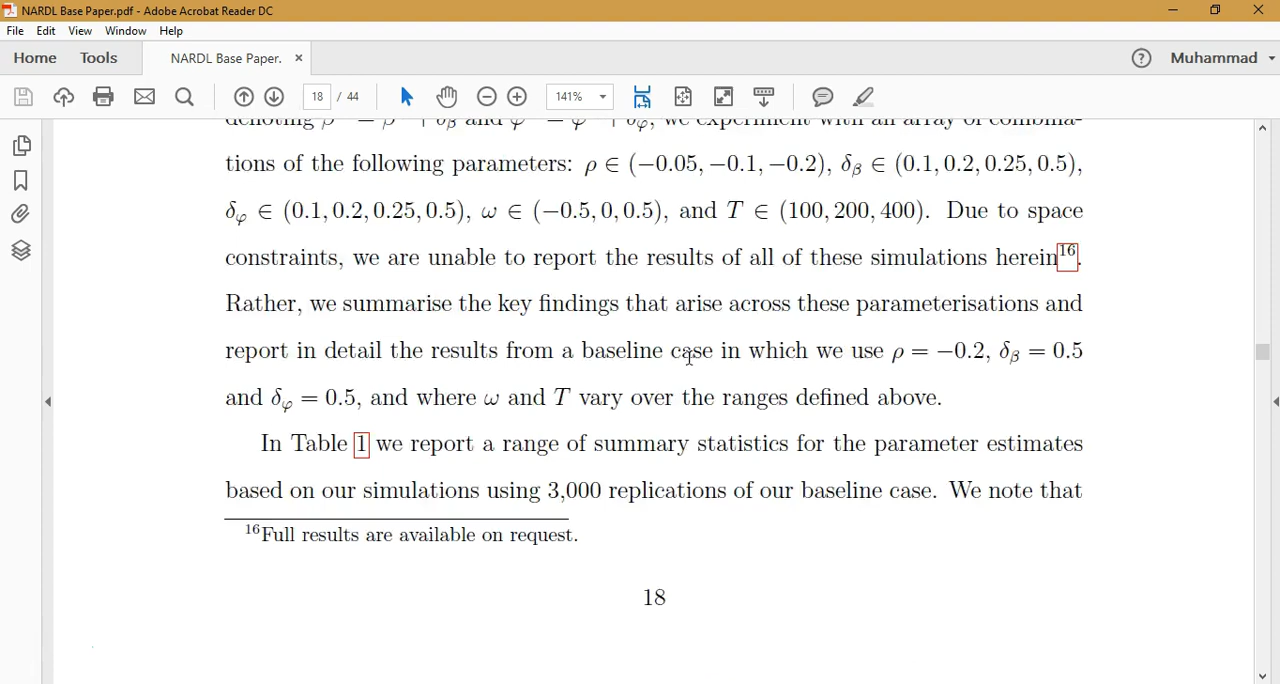 NARDL Base Paper.pdf - Adobe Acrobat Reader DC
File Edit View Window Help
Home Tools NARDL Base Paper. × ? Muhammad
18 / 44 141%
tions of the following parameters: ρ ∈ (−0.05, −0.1, −0.2), δβ ∈ (0.1, 0.2, 0.25, 0.5),
δφ ∈ (0.1, 0.2, 0.25, 0.5), ω ∈ (−0.5, 0, 0.5), and T ∈ (100, 200, 400). Due to space
constraints, we are unable to report the results of all of these simulations herein16.
Rather, we summarise the key findings that arise across these parameterisations and
report in detail the results from a baseline case in which we use ρ = −0.2, δβ = 0.5
and δφ = 0.5, and where ω and T vary over the ranges defined above.
In Table 1 we report a range of summary statistics for the parameter estimates
based on our simulations using 3,000 replications of our baseline case. We note that
16Full results are available on request.
18